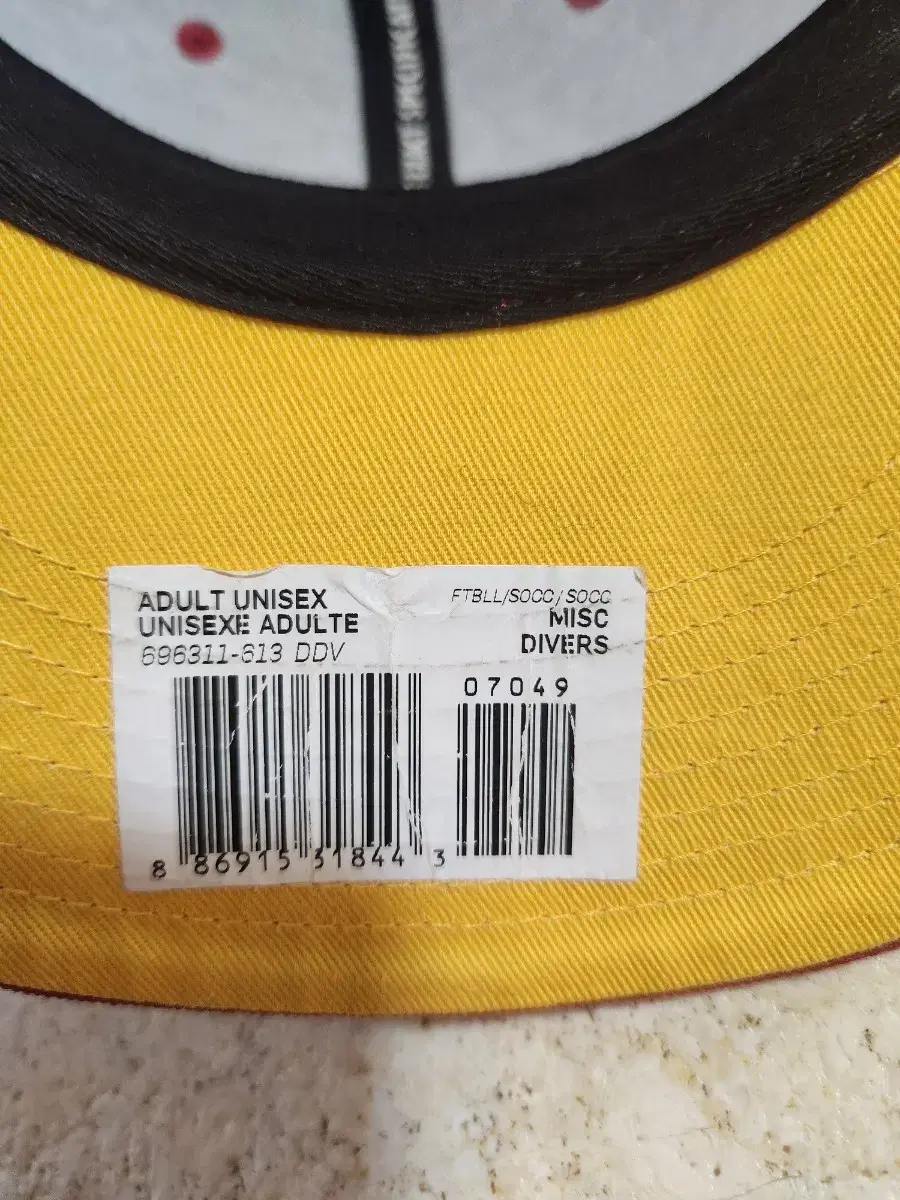 ADULT UNISEX
UNISEXE ADULTE
696311-613 DDV
FTBLL/SOCC/SOCC
MISC
DIVERS
07049
8 86915 31844 3